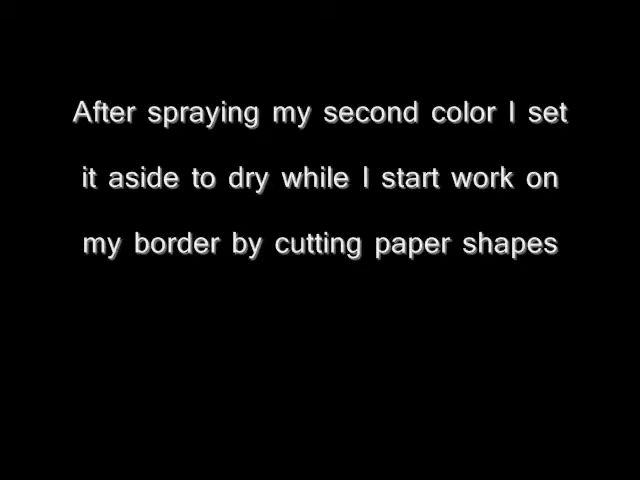 After spraying my second color I set
it aside to dry while I start work on
my border by cutting paper shapes